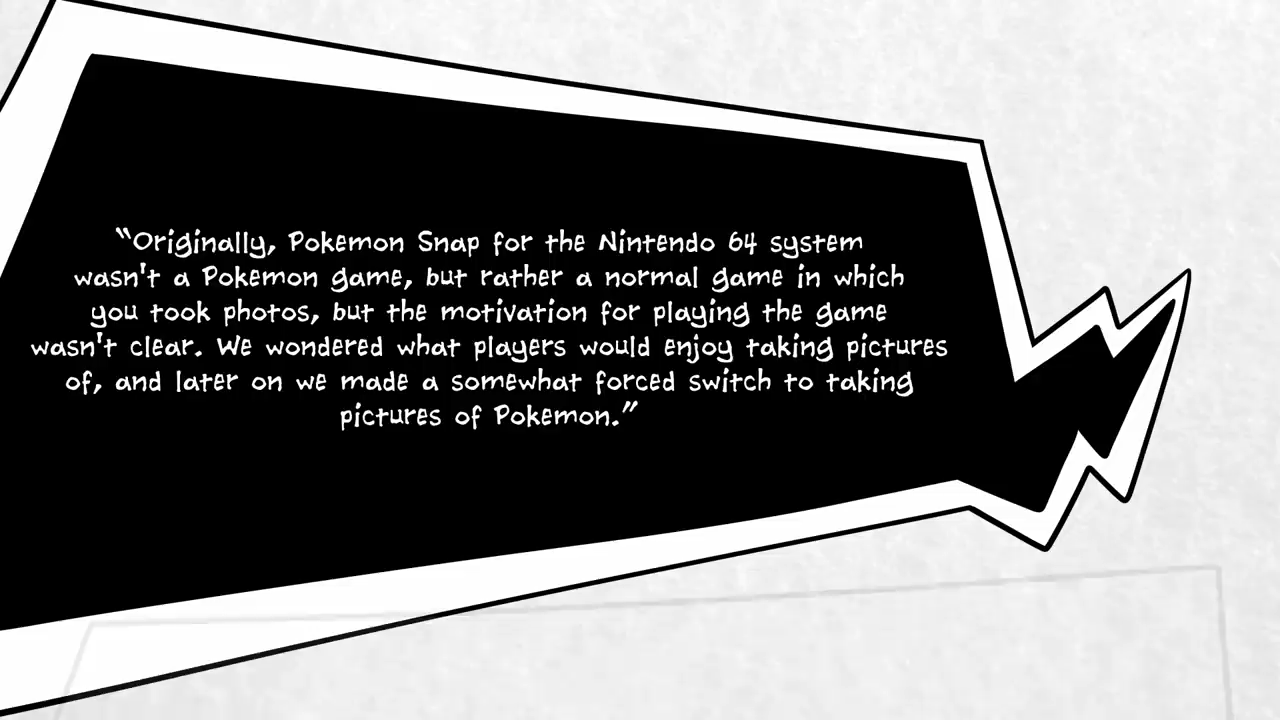 “Originally, Pokemon Snap for the Nintendo 64 system
wasn't a Pokemon game, but rather a normal game in which
you took photos, but the motivation for playing the game
wasn't clear. We wondered what players would enjoy taking pictures
of, and later on we made a somewhat forced switch to taking
pictures of Pokemon.”